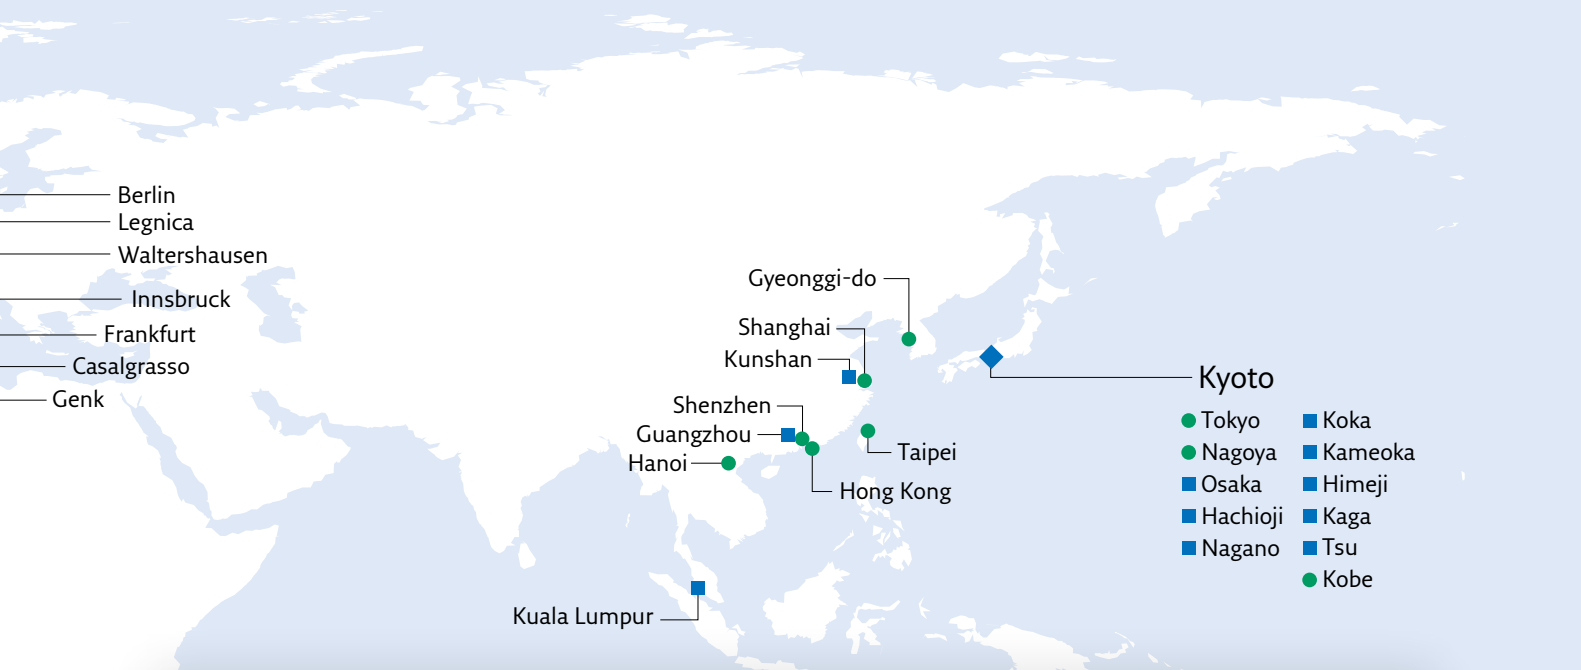 Berlin
Legnica
Waltershausen
Innsbruck
Frankfurt
Casalgrasso
Genk
Gyeonggi-do
Shanghai
Kunshan
Shenzhen
Guangzhou
Hanoi
Taipei
Hong Kong
Kuala Lumpur
Kyoto
Tokyo
Nagoya
Osaka
Hachioji
Nagano
Koka
Kameoka
Himeji
Kaga
Tsu
Kobe